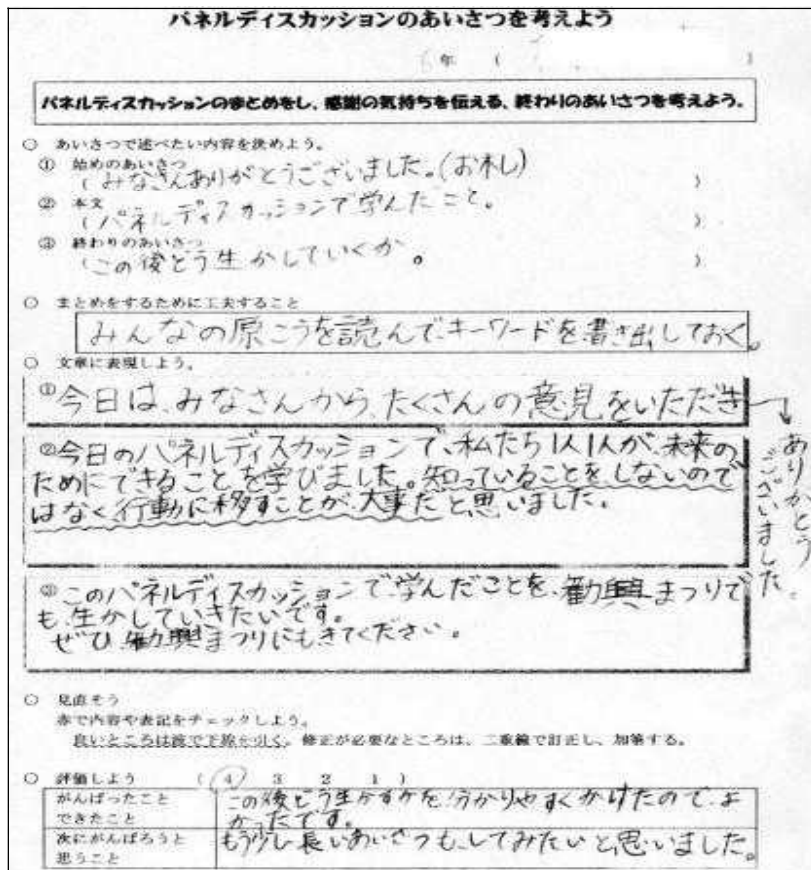 パネルディスカッションのあいさつを考えよう
6年 ( )
パネルディスカッションのまとめをし、感謝の気持ちを伝える、終わりのあいさつを考えよう。
○ あいさつで述べたい内容を決めよう。
① 始めのあいさつ
(みなさんありがとうございました。(お礼) )
② 本文
(パネルディスカッションで学んだこと。 )
③ 終わりのあいさつ
(この後どう生かしていくか。 )
○ まとめをするために工夫すること
みんなの原こうを読んで、キーワードを書き出しておく。
○ 文章に表現しよう。
①今日は、みなさんから、たくさんの意見をいただき
ありがとう
ございました。
②今日のパネルディスカッションで、私たち1人1人が、未来の
ためにできることを学びました。知っていることをしないので
はなく行動に移すことが、大事だと思いました。
③このパネルディスカッションで、学んだことを、勧興まつりで
も、生かしていきたいです。
ぜひ、勧興まつりにもきてください。
○ 見直そう
赤で内容や表記をチェックしよう。
良いところは波で下線を引く。修正が必要なところは、二重線で訂正し、加筆する。
○ 評価しよう ( 4 3 2 1 )
がんばったこと
できたこと
この後どう生かすかを、分かりやすくかけたので、よ
かったです。
次にがんばろうと
思うこと
もう少し長いあいさつも、してみたいと思いました。